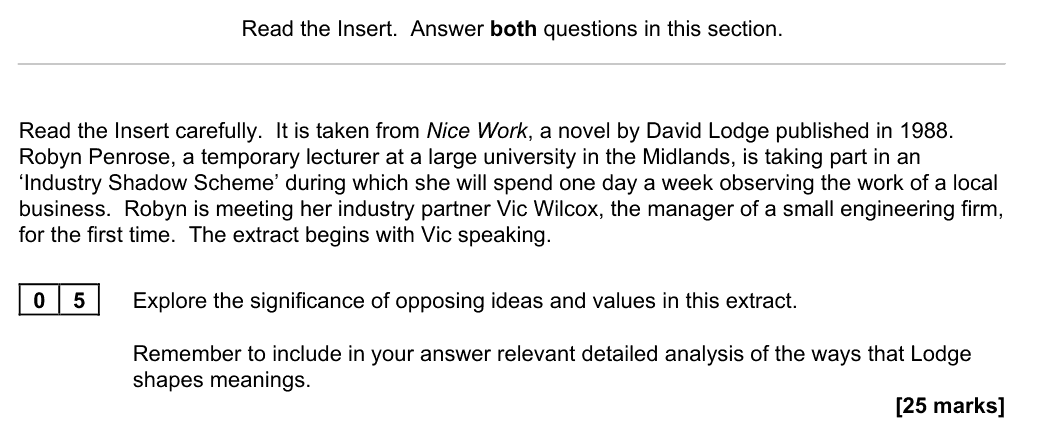 Read the Insert.  Answer both questions in this section.
Read the Insert carefully.  It is taken from Nice Work, a novel by David Lodge published in 1988.
Robyn Penrose, a temporary lecturer at a large university in the Midlands, is taking part in an
‘Industry Shadow Scheme’ during which she will spend one day a week observing the work of a local
business.  Robyn is meeting her industry partner Vic Wilcox, the manager of a small engineering firm,
for the first time.  The extract begins with Vic speaking.
0 5 Explore the significance of opposing ideas and values in this extract.
Remember to include in your answer relevant detailed analysis of the ways that Lodge
shapes meanings.
[25 marks]